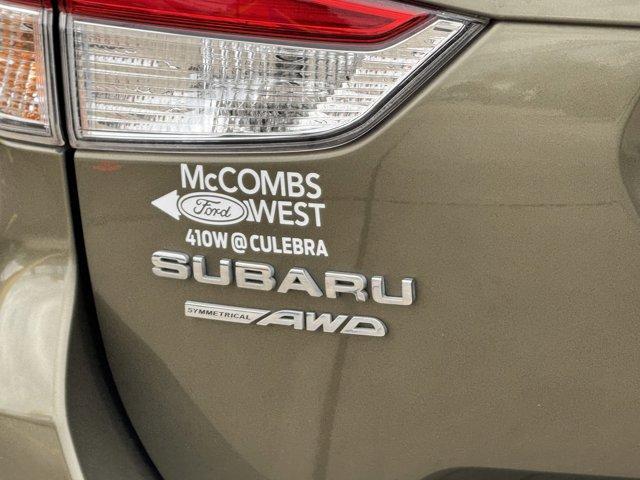 McCOMBS
Ford WEST
410W @ CULEBRA
SUBARU
SYMMETRICAL AWD